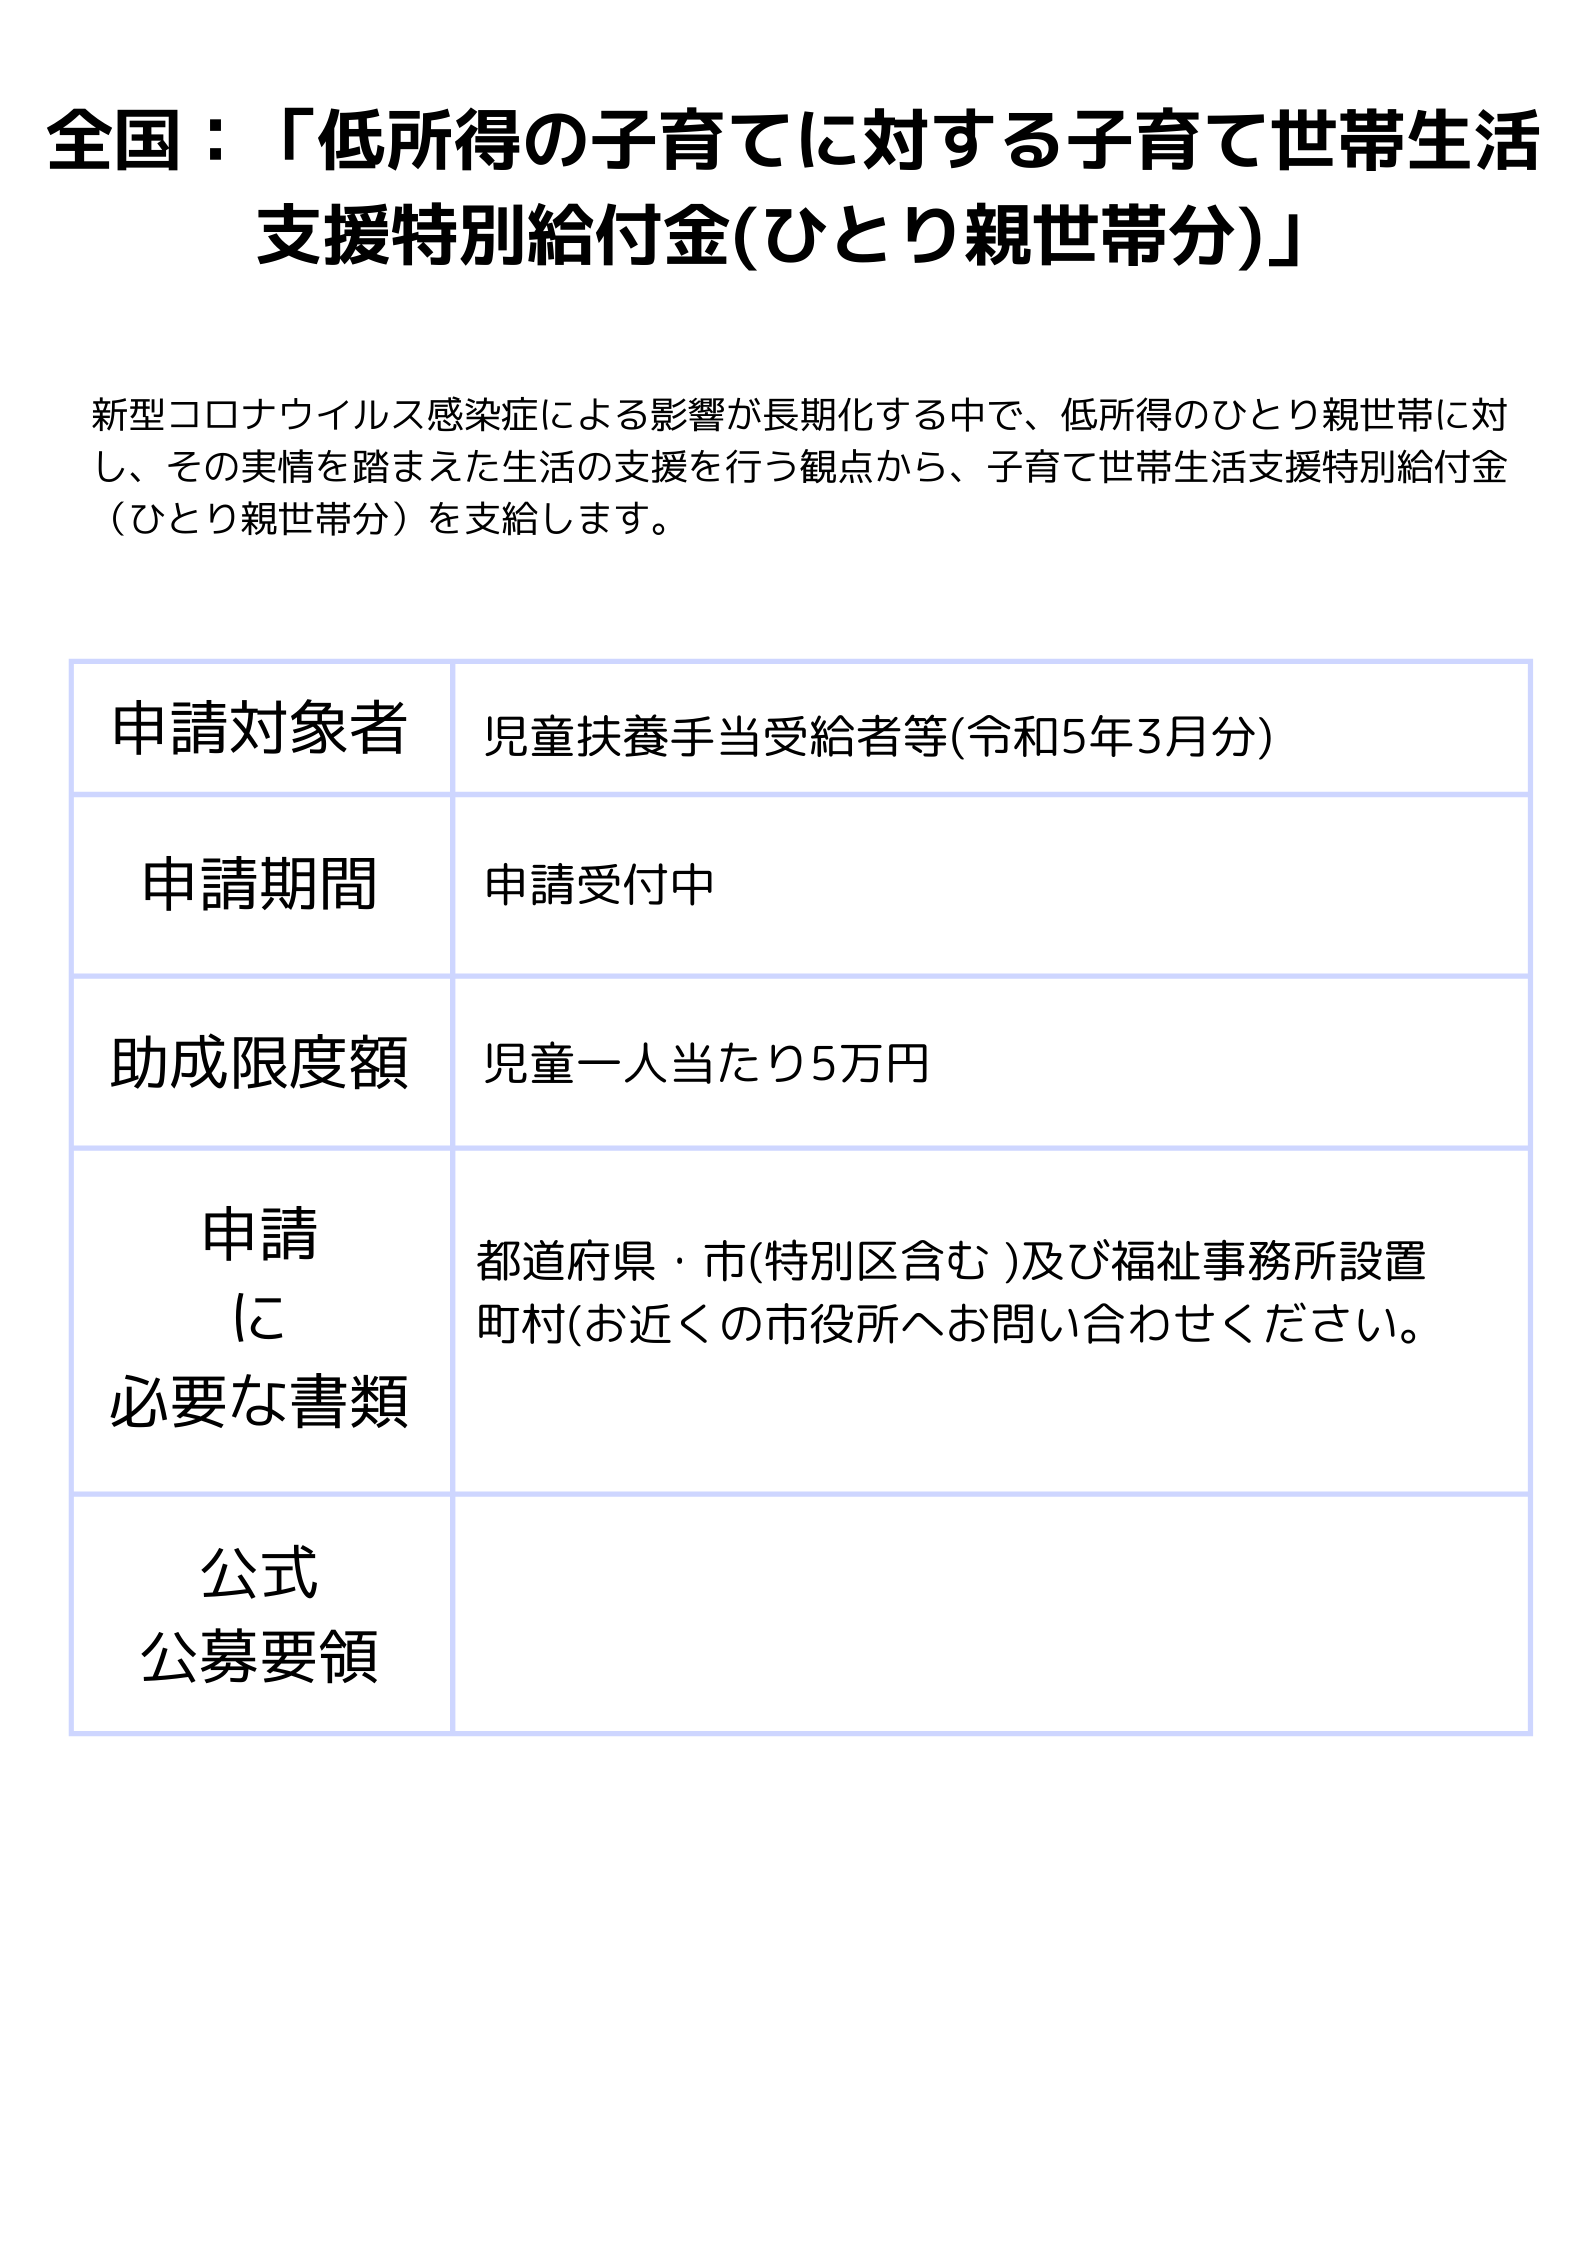 全国：「低所得の子育てに対する子育て世帯生活
支援特別給付金(ひとり親世帯分)」
新型コロナウイルス感染症による影響が長期化する中で、低所得のひとり親世帯に対
し、その実情を踏まえた生活の支援を行う観点から、子育て世帯生活支援特別給付金
（ひとり親世帯分）を支給します。
申請対象者
児童扶養手当受給者等(令和5年3月分)
申請期間
申請受付中
助成限度額
児童一人当たり5万円
申請
に
必要な書類
都道府県・市(特別区含む )及び福祉事務所設置
町村(お近くの市役所へお問い合わせください。
公式
公募要領